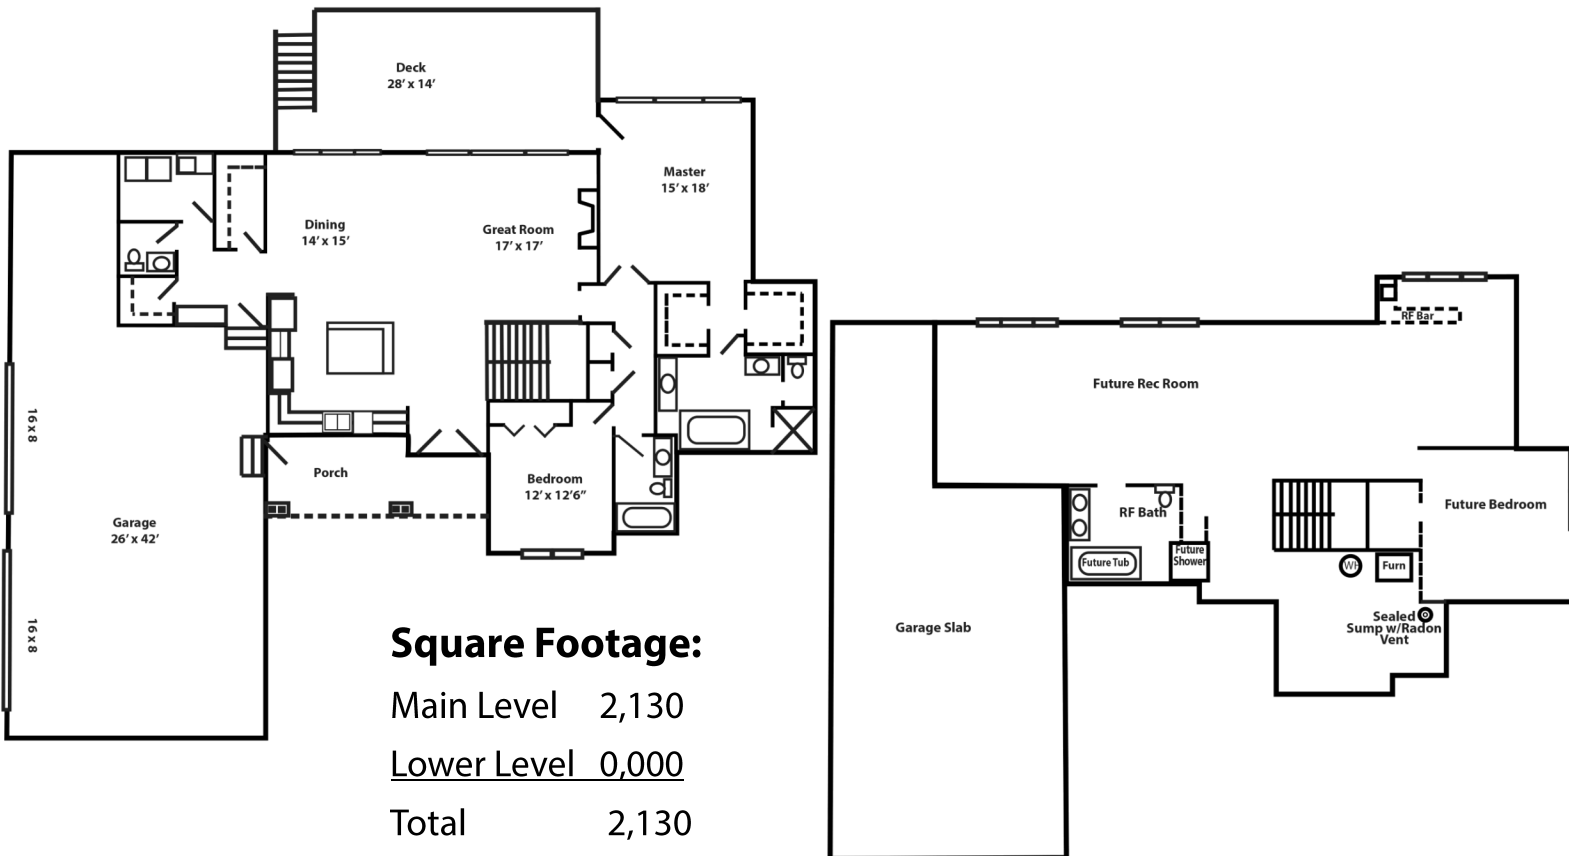 Deck
28' x 14'
Master
15' x 18'
Dining
14' x 15'
Great Room
17' x 17'
16 x 8
Porch
Bedroom
12' x 12'6"
Garage
26' x 42'
16 x 8
Square Footage:
Main Level 2,130
Lower Level 0,000
Total 2,130
RF Bar
Future Rec Room
RF Bath
Future Bedroom
Future
Shower
Future Tub
WH
Furn
Garage Slab
Sealed
Sump w/Radon
Vent